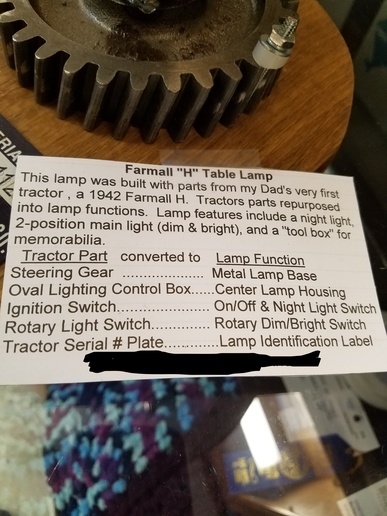 Farmall "H" Table Lamp
This lamp was built with parts from my Dad's very first
tractor , a 1942 Farmall H. Tractors parts repurposed
into lamp functions. Lamp features include a night light,
2-position main light (dim & bright), and a "tool box" for
memorabilia.
Tractor Part converted to Lamp Function
Steering Gear .................... Metal Lamp Base
Oval Lighting Control Box.....Center Lamp Housing
Ignition Switch.....................On/Off & Night Light Switch
Rotary Light Switch..............Rotary Dim/Bright Switch
Tractor Serial # Plate............Lamp Identification Label